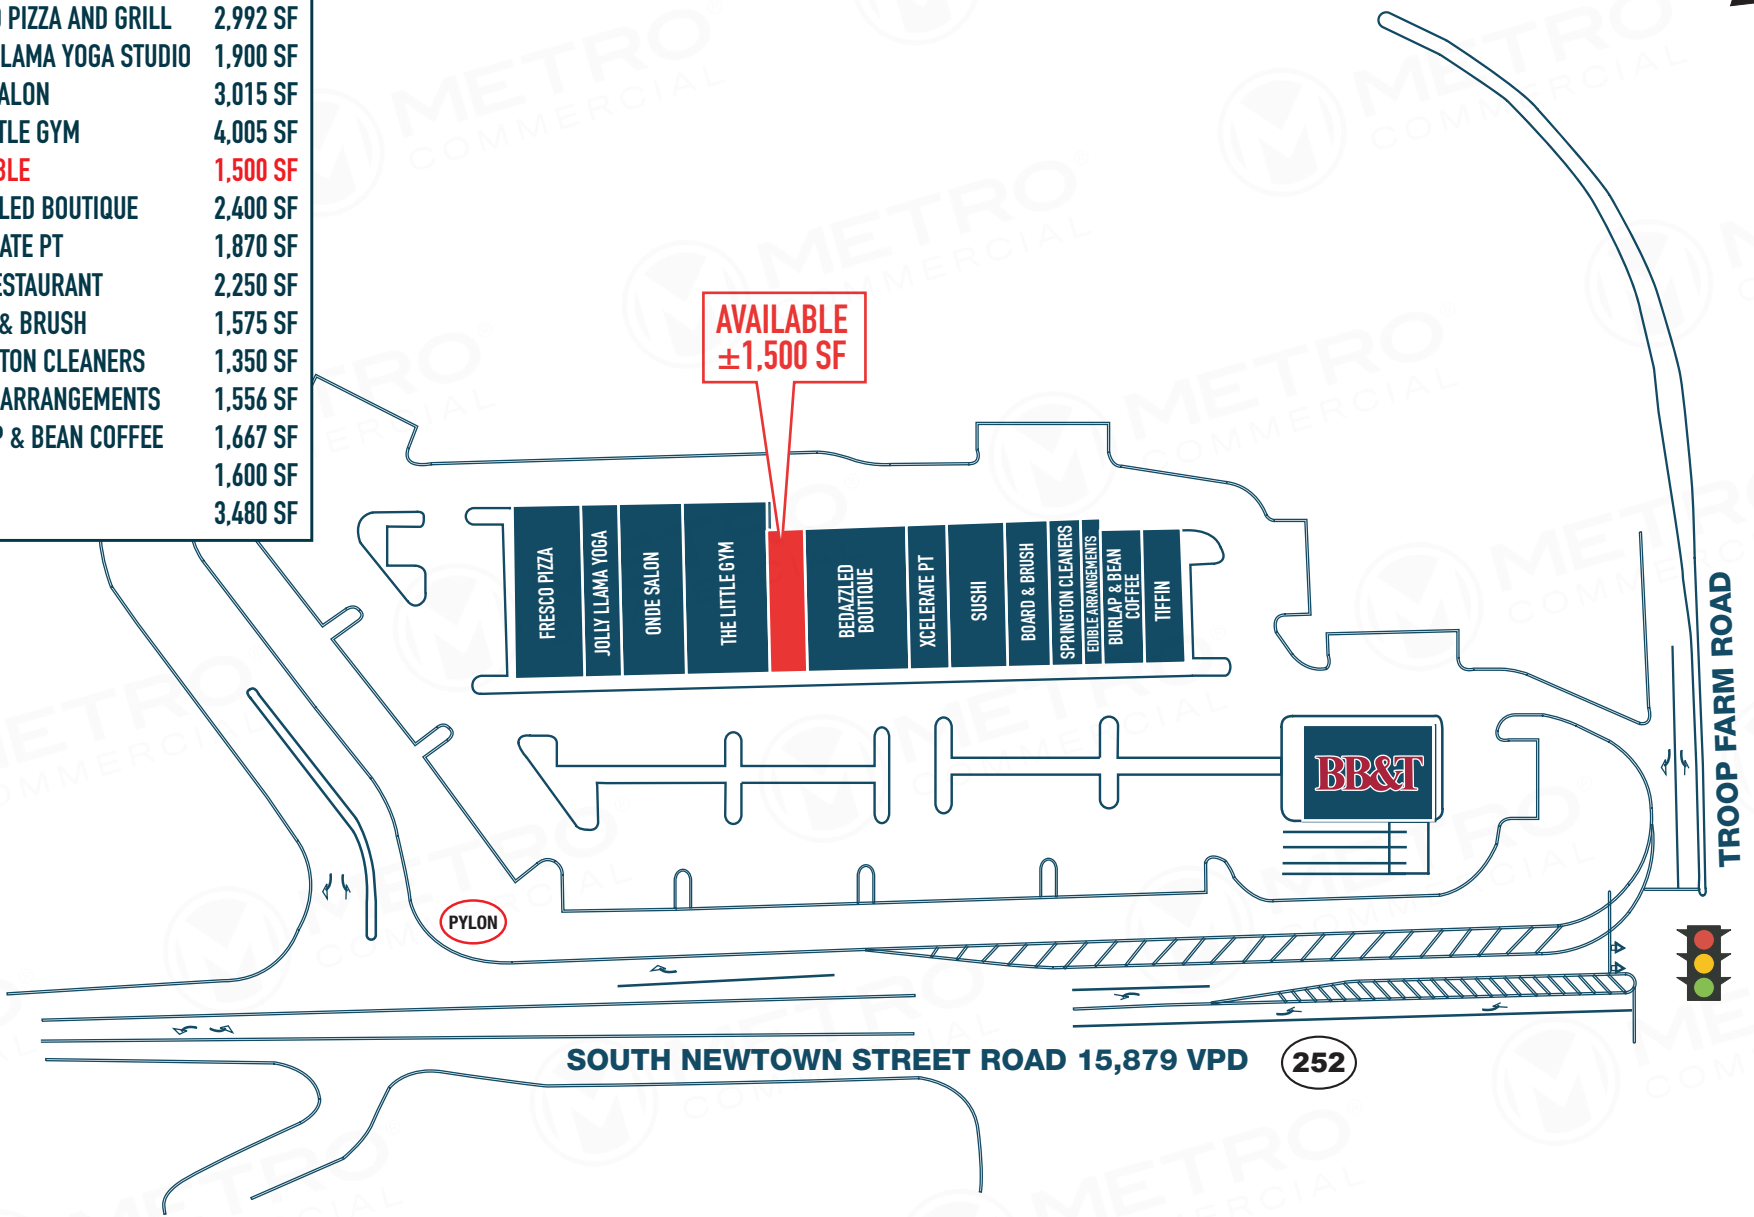 PIZZA AND GRILL 2,992 SF
LAMA YOGA STUDIO 1,900 SF
ALON 3,015 SF
TLE GYM 4,005 SF
BLE 1,500 SF
LED BOUTIQUE 2,400 SF
ATE PT 1,870 SF
ESTAURANT 2,250 SF
& BRUSH 1,575 SF
TON CLEANERS 1,350 SF
ARRANGEMENTS 1,556 SF
P & BEAN COFFEE 1,667 SF
1,600 SF
3,480 SF
AVAILABLE
±1,500 SF
FRESCO PIZZA
JOLLY LLAMA YOGA
ONDE SALON
THE LITTLE GYM
BEDAZZLED
BOUTIQUE
XCELERATE PT
SUSHI
BOARD & BRUSH
SPRINGTON CLEANERS
EDIBLE ARRANGEMENTS
BURLAP & BEAN
COFFEE
TIFFIN
BB&T
TROOP FARM ROAD
PYLON
SOUTH NEWTOWN STREET ROAD 15,879 VPD
252
METRO
COMMERCIAL